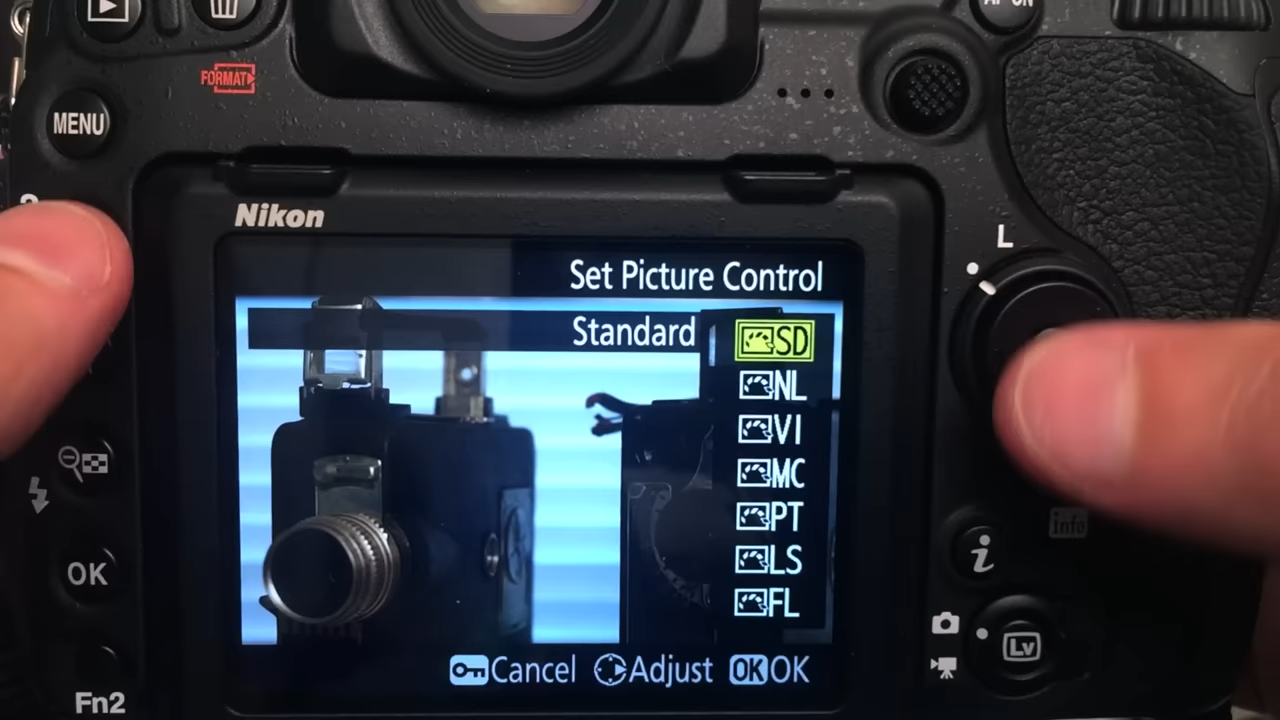 AF ON
FORMAT
MENU
Nikon
L
Set Picture Control
Standard
SD
NL
VI
MC
PT
LS
FL
OK
info
i
Lv
Cancel Adjust OK OK
Fn2